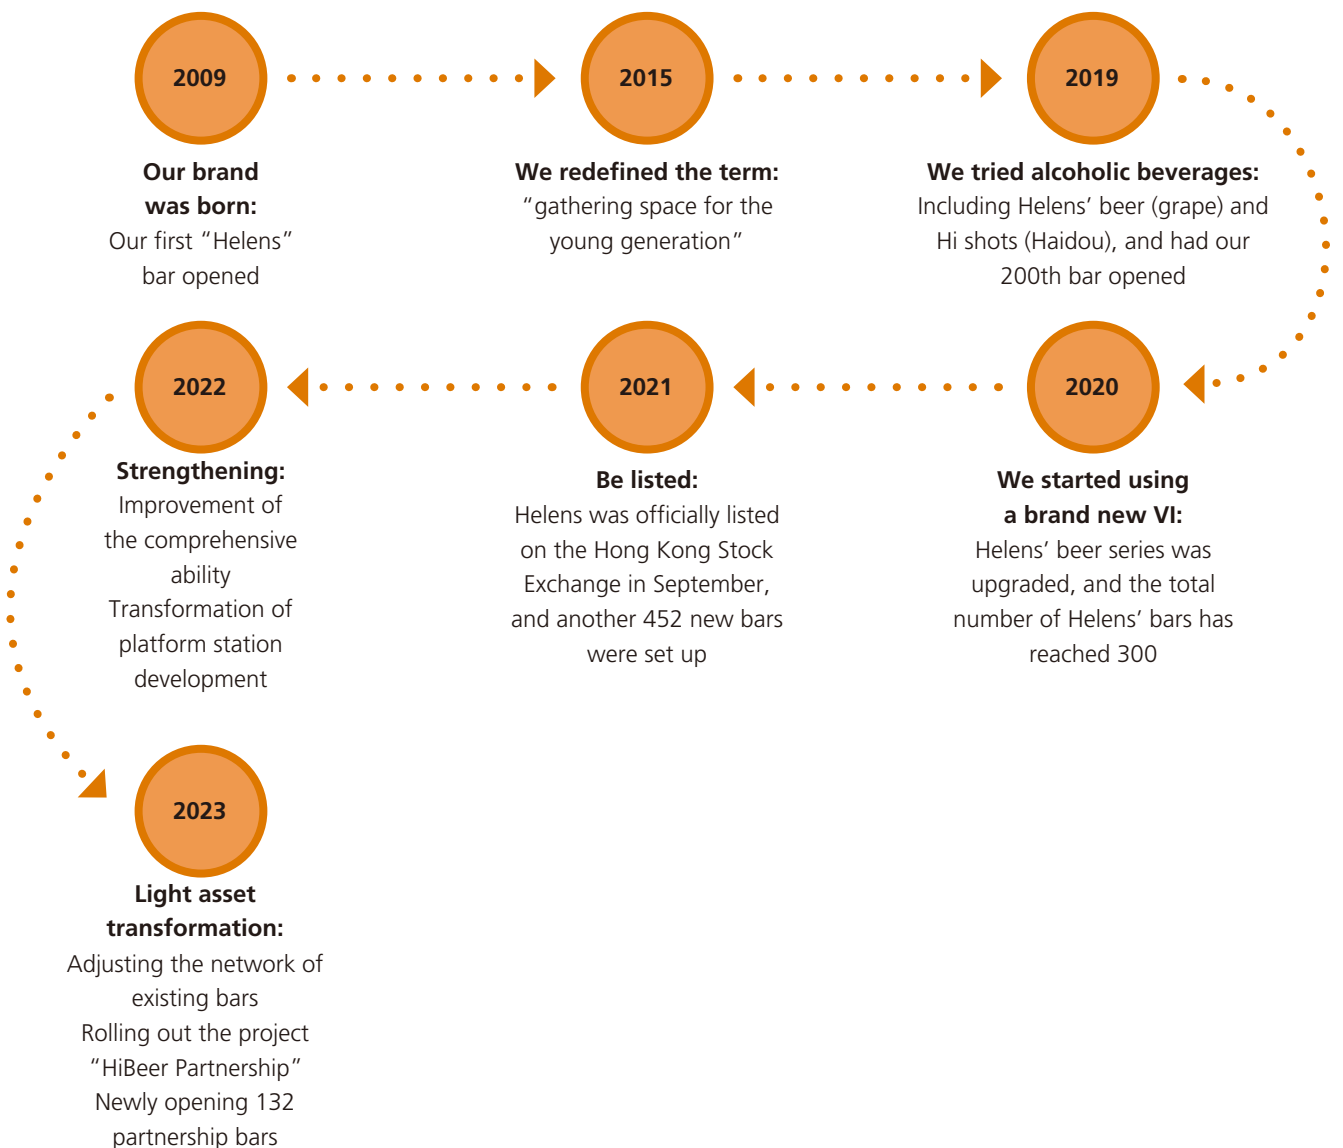 2009
Our brand
was born:
Our first “Helens”
bar opened
2015
We redefined the term:
“gathering space for the
young generation”
2019
We tried alcoholic beverages:
Including Helens’ beer (grape) and
Hi shots (Haidou), and had our
200th bar opened
2020
We started using
a brand new VI:
Helens’ beer series was
upgraded, and the total
number of Helens’ bars has
reached 300
2021
Be listed:
Helens was officially listed
on the Hong Kong Stock
Exchange in September,
and another 452 new bars
were set up
2022
Strengthening:
Improvement of
the comprehensive
ability
Transformation of
platform station
development
2023
Light asset
transformation:
Adjusting the network of
existing bars
Rolling out the project
“HiBeer Partnership”
Newly opening 132
partnership bars